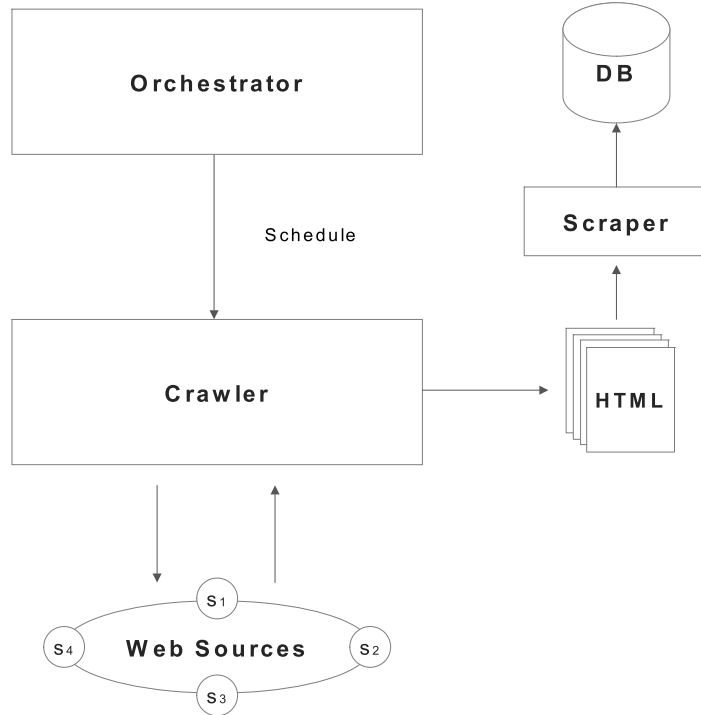 Orchestrator
DB
Scraper
Schedule
Crawler
HTML
S1
S4
Web Sources
S2
S3